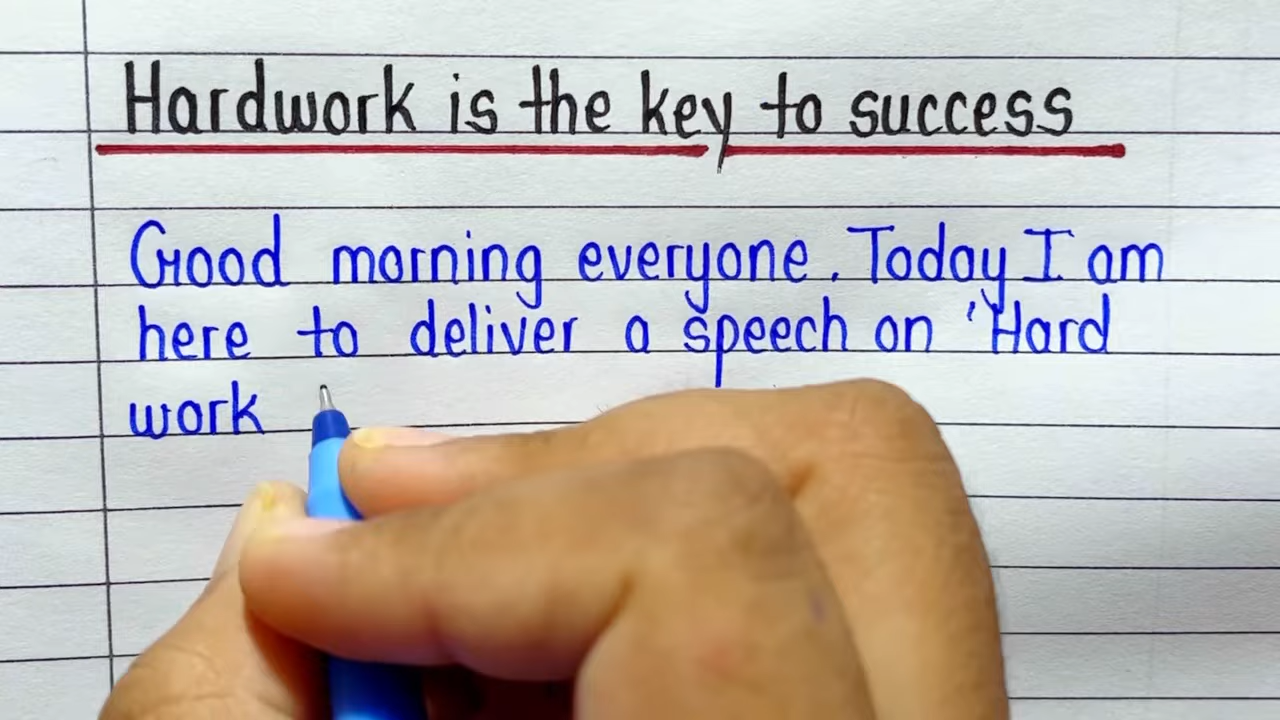 Hardwork is the key to success
Good morning everyone. Today I am
here to deliver a speech on 'Hard
work